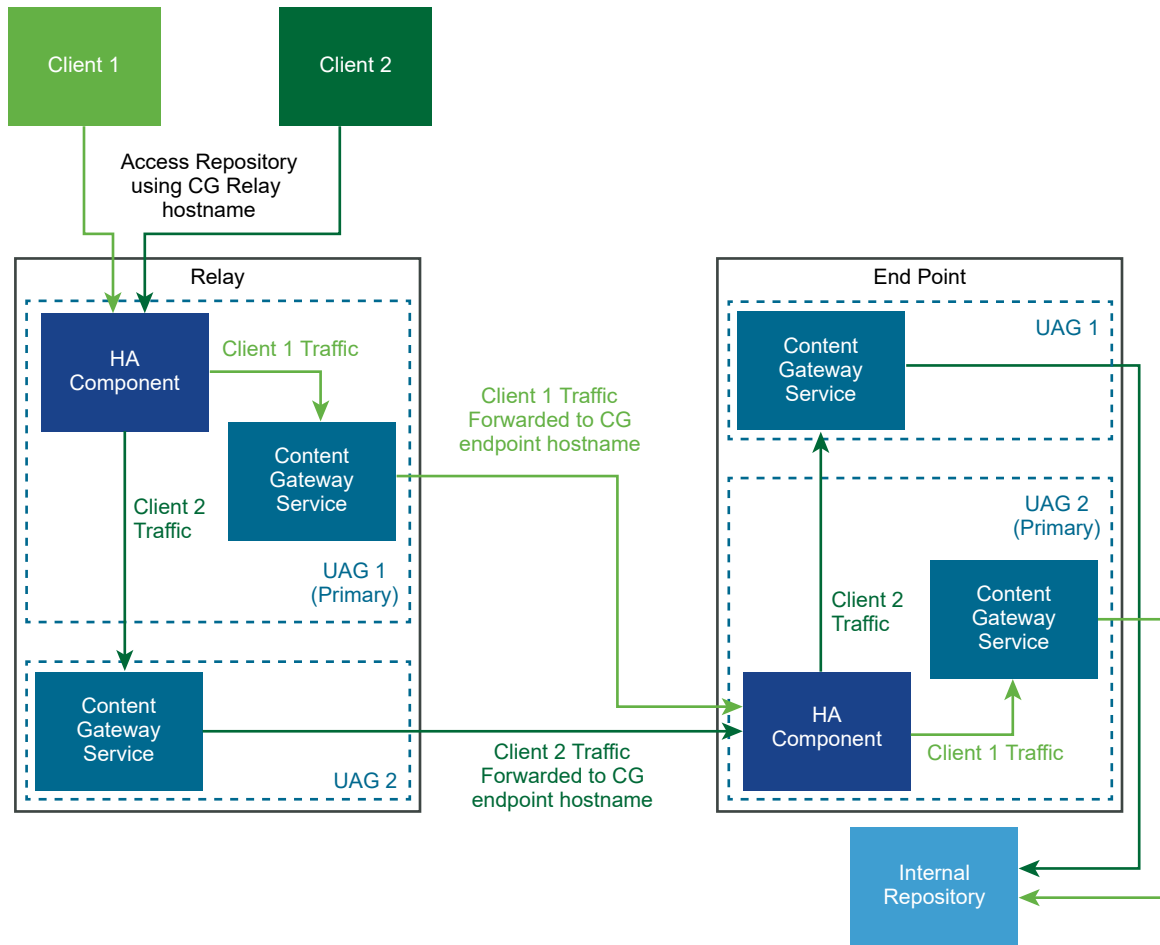 Client 1
Client 2
Access Repository
using CG Relay
hostname
Relay
HA
Component
Client 1 Traffic
Content
Gateway
Service
Client 2
Traffic
UAG 1
(Primary)
Content
Gateway
Service
UAG 2
Client 1 Traffic
Forwarded to CG
endpoint hostname
Client 2 Traffic
Forwarded to CG
endpoint hostname
End Point
Content
Gateway
Service
UAG 1
UAG 2
(Primary)
Content
Gateway
Service
Client 2
Traffic
HA
Component
Client 1 Traffic
Internal
Repository